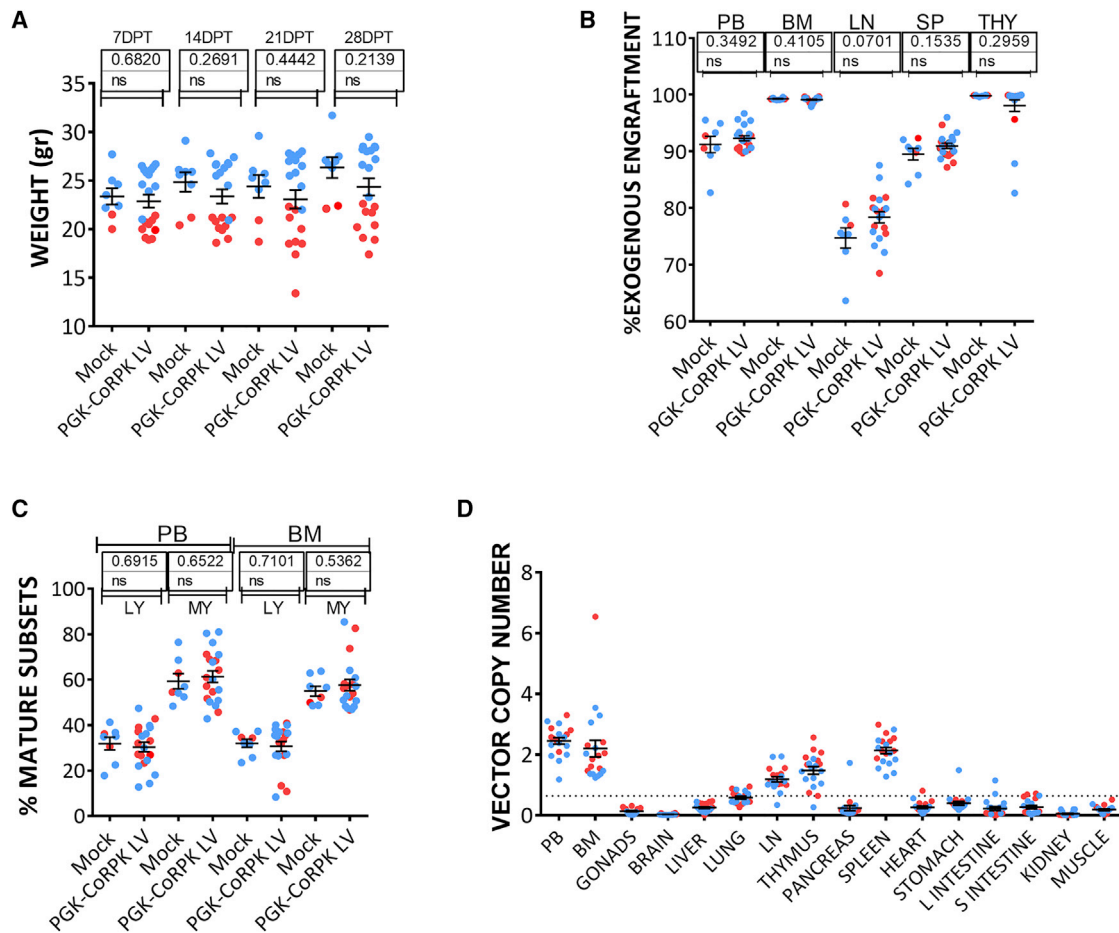 A
7DPT 14DPT 21DPT 28DPT
0.6820 0.2691 0.4442 0.2139
ns ns ns ns
WEIGHT (gr)
35
30
25
20
15
10
Mock PGK-CoRPK LV Mock PGK-CoRPK LV Mock PGK-CoRPK LV Mock PGK-CoRPK LV
B
PB BM LN SP THY
0.3492 0.4105 0.0701 0.1535 0.2959
ns ns ns ns ns
%EXOGENOUS ENGRAFTMENT
110
100
90
80
70
60
Mock PGK-CoRPK LV Mock PGK-CoRPK LV Mock PGK-CoRPK LV Mock PGK-CoRPK LV Mock PGK-CoRPK LV
C
PB BM
0.6915 0.6522 0.7101 0.5362
ns ns ns ns
LY MY LY MY
% MATURE SUBSETS
100
80
60
40
20
0
Mock PGK-CoRPK LV Mock PGK-CoRPK LV Mock PGK-CoRPK LV Mock PGK-CoRPK LV
D
VECTOR COPY NUMBER
8
6
4
2
0
PB BM GONADS BRAIN LIVER LUNG LN THYMUS PANCREAS SPLEEN HEART STOMACH L INTESTINE S INTESTINE KIDNEY MUSCLE